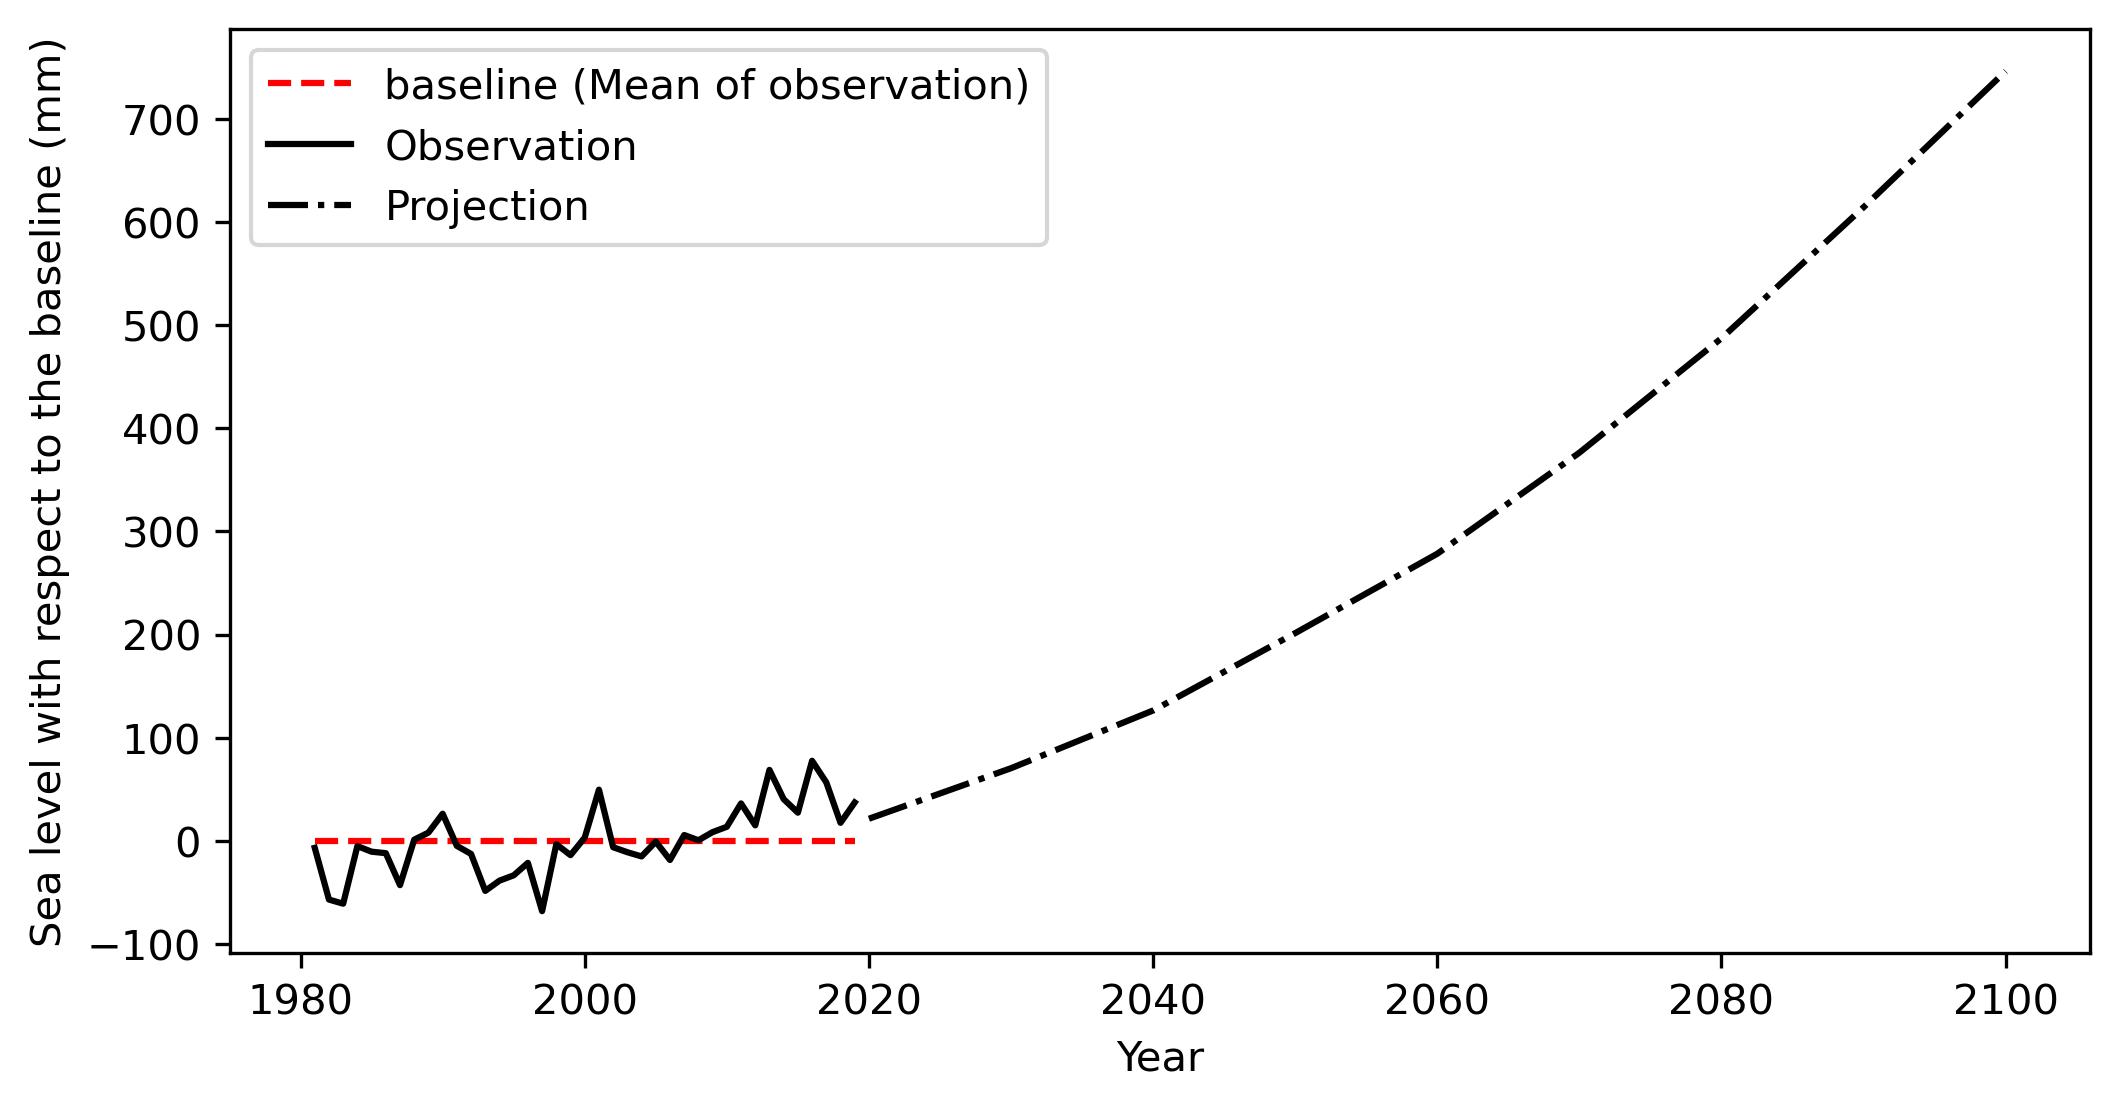 Sea level with respect to the baseline (mm)
700
600
500
400
300
200
100
0
−100
baseline (Mean of observation)
Observation
Projection
1980 2000 2020 2040 2060 2080 2100
Year